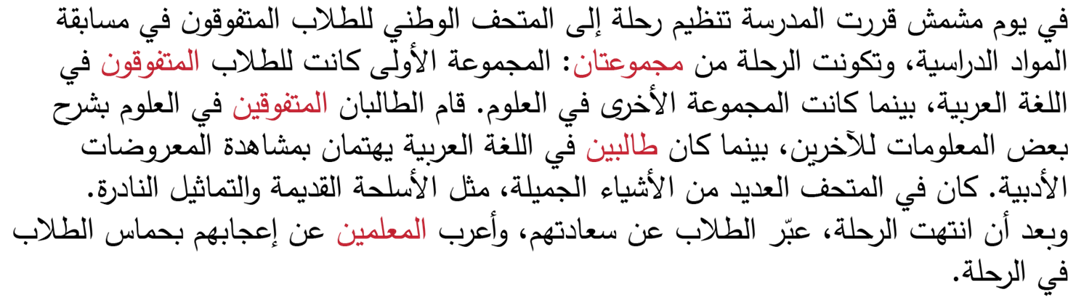 في يوم مشمش قررت المدرسة تنظيم رحلة إلى المتحف الوطني للطلاب المتفوقون في مسابقة
المواد الدراسية، وتكونت الرحلة من مجموعتان: المجموعة الأولى كانت للطلاب المتفوقون في
اللغة العربية، بينما كانت المجموعة الأخرى في العلوم. قام الطالبان المتفوقين في العلوم بشرح
بعض المعلومات للآخرين، بينما كان طالبين في اللغة العربية يهتمان بمشاهدة المعروضات
الأدبية. كان في المتحف العديد من الأشياء الجميلة، مثل الأسلحة القديمة والتماثيل النادرة.
وبعد أن انتهت الرحلة، عبّر الطلاب عن سعادتهم، وأعرب المعلمين عن إعجابهم بحماس الطلاب
في الرحلة.